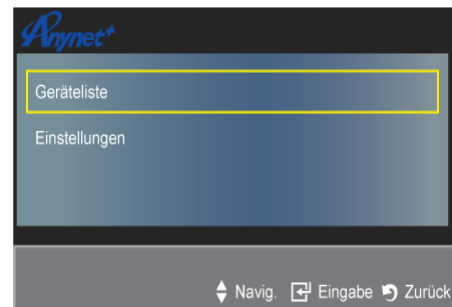 Anynet+
Geräteliste
Einstellungen
Navig. Eingabe Zurück